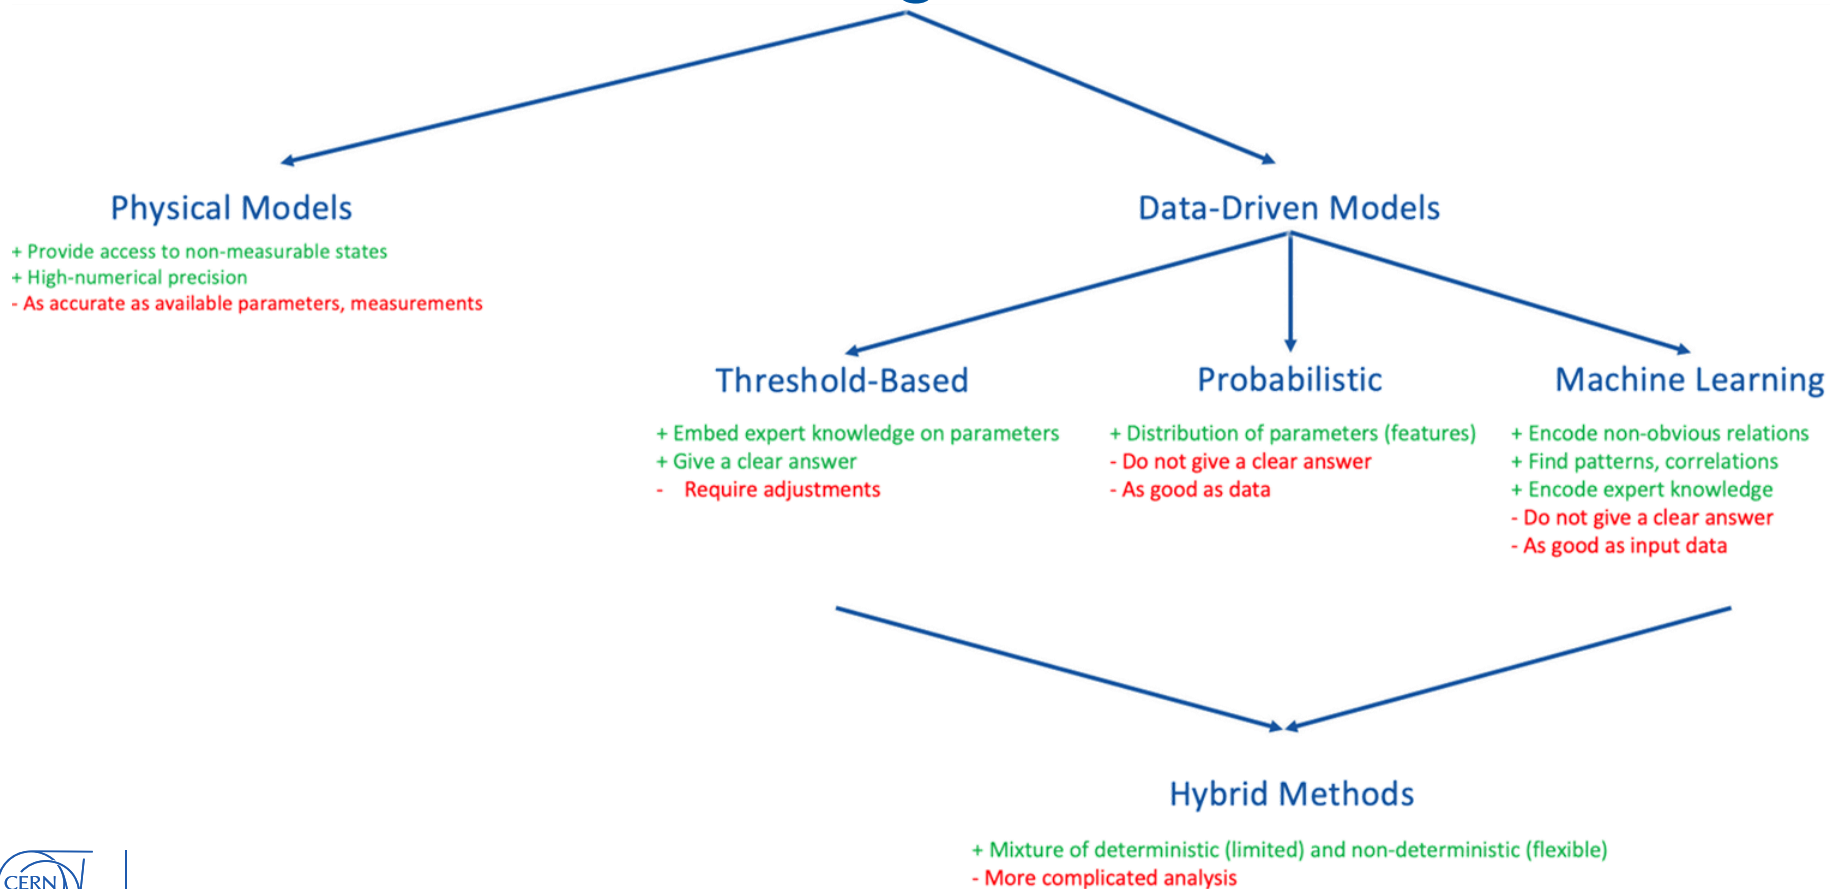 Physical Models
+ Provide access to non-measurable states
+ High-numerical precision
- As accurate as available parameters, measurements
Data-Driven Models
Threshold-Based
+ Embed expert knowledge on parameters
+ Give a clear answer
- Require adjustments
Probabilistic
+ Distribution of parameters (features)
- Do not give a clear answer
- As good as data
Machine Learning
+ Encode non-obvious relations
+ Find patterns, correlations
+ Encode expert knowledge
- Do not give a clear answer
- As good as input data
Hybrid Methods
+ Mixture of deterministic (limited) and non-deterministic (flexible)
- More complicated analysis
CERN